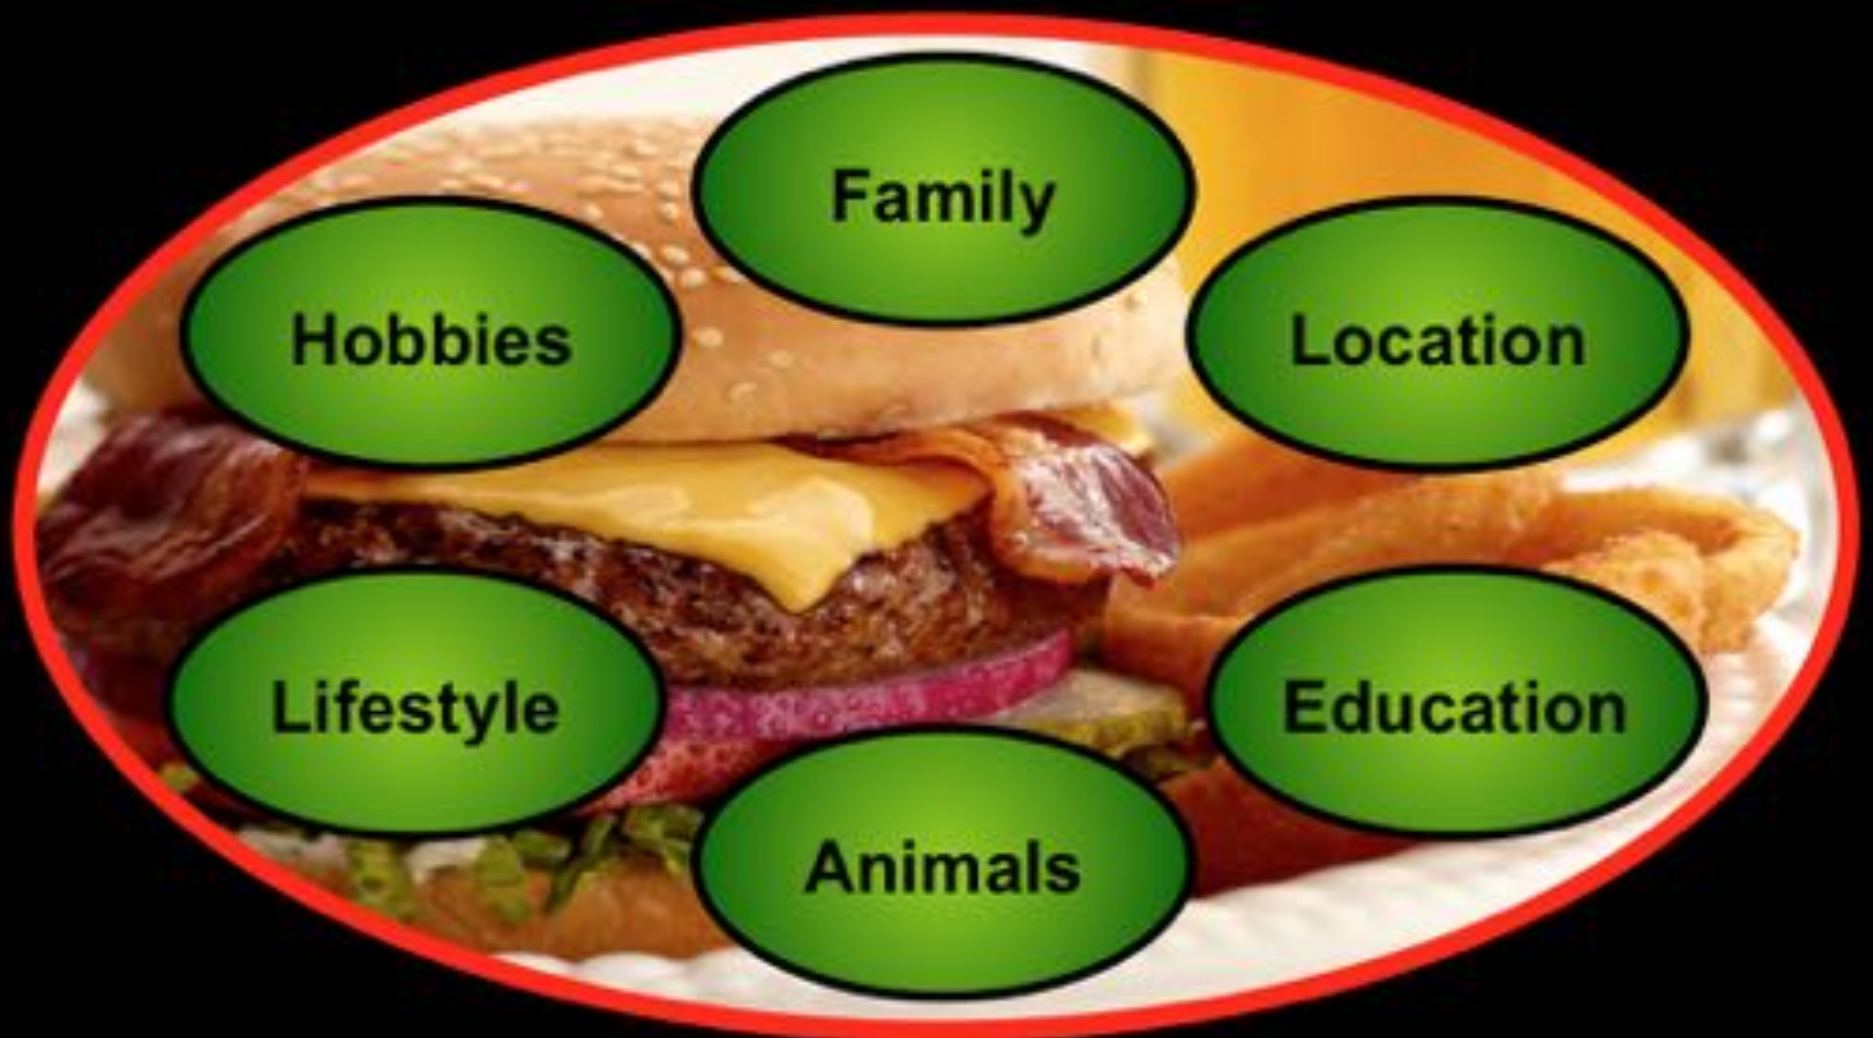 Family
Hobbies
Location
Lifestyle
Education
Animals